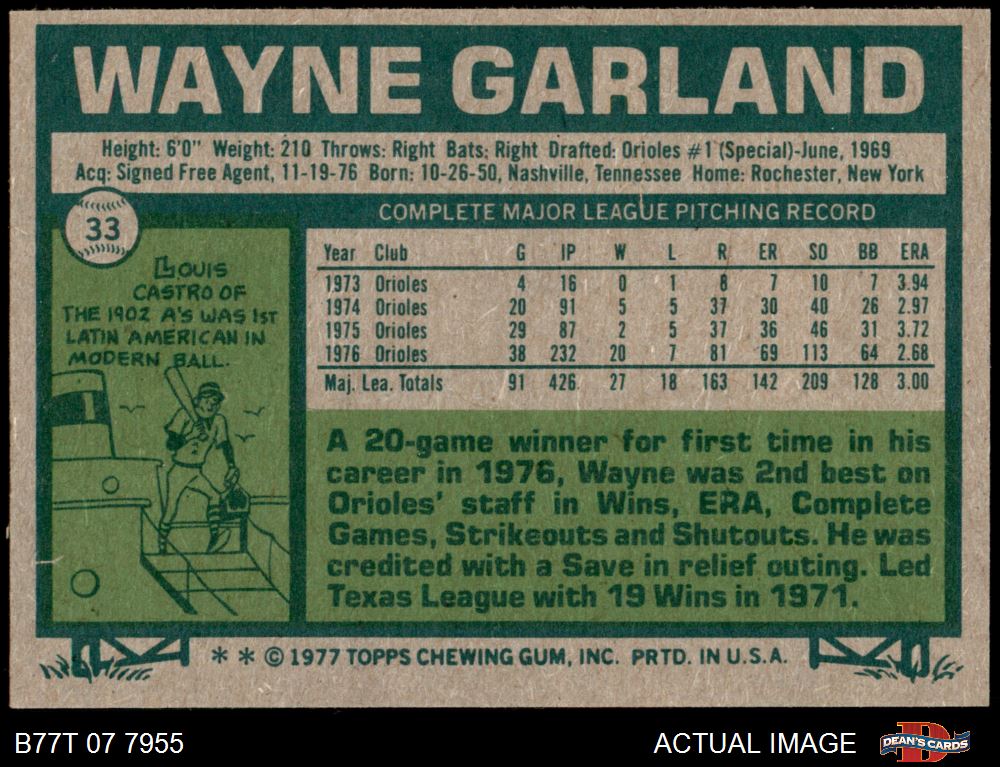 WAYNE GARLAND
Height: 6'0" Weight: 210 Throws: Right Bats: Right Drafted: Orioles #1 (Special)-June, 1969
Acq: Signed Free Agent, 11-19-76 Born: 10-26-50, Nashville, Tennessee Home: Rochester, New York
33
COMPLETE MAJOR LEAGUE PITCHING RECORD
Year Club G IP W L R ER SO BB ERA
1973 Orioles 4 16 0 1 8 7 10 7 3.94
1974 Orioles 20 91 5 5 37 30 40 26 2.97
1975 Orioles 29 87 2 5 37 36 46 31 3.72
1976 Orioles 38 232 20 7 81 69 113 64 2.68
Maj. Lea. Totals 91 426 27 18 163 142 209 128 3.00
LOUIS
CASTRO OF
THE 1902 A'S WAS 1ST
LATIN AMERICAN IN
MODERN BALL.
A 20-game winner for first time in his
career in 1976, Wayne was 2nd best on
Orioles' staff in Wins, ERA, Complete
Games, Strikeouts and Shutouts. He was
credited with a Save in relief outing. Led
Texas League with 19 Wins in 1971.
* * © 1977 TOPPS CHEWING GUM, INC. PRTD. IN U.S.A.
B77T 07 7955
ACTUAL IMAGE
D
DEAN'S CARDS